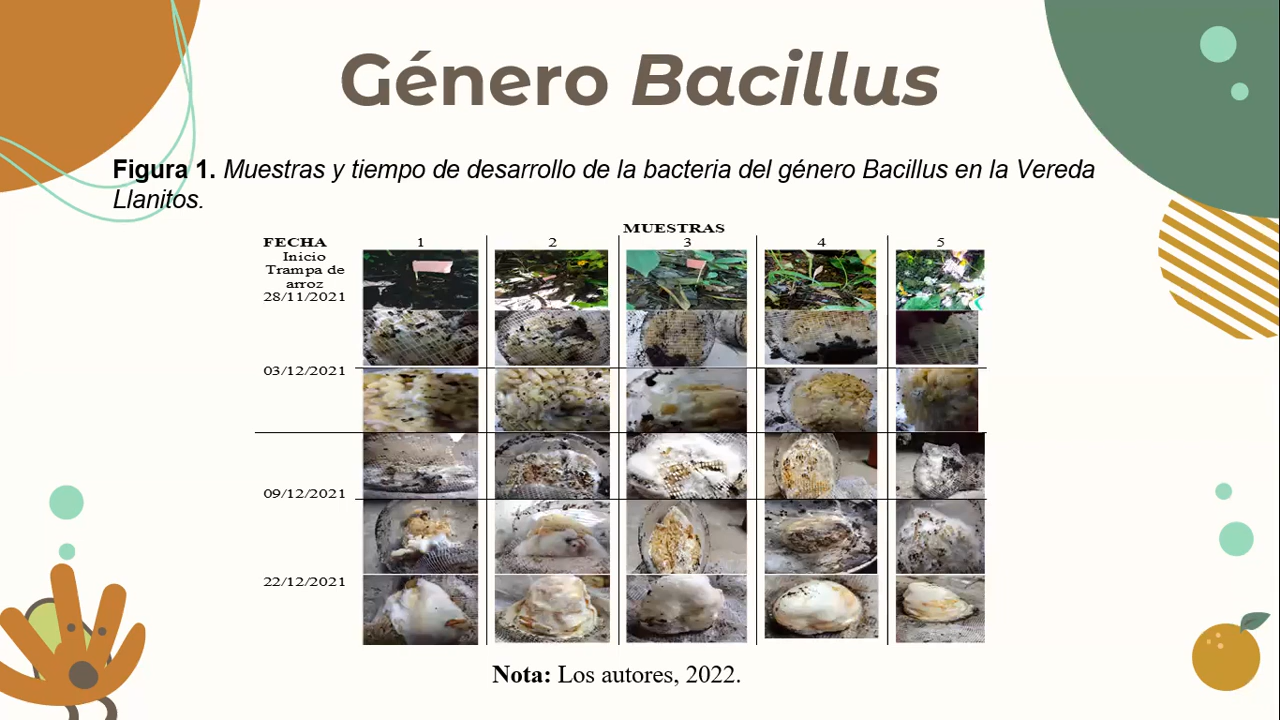 Género Bacillus
Figura 1. Muestras y tiempo de desarrollo de la bacteria del género Bacillus en la Vereda
Llanitos.
MUESTRAS
FECHA 1 2 3 4 5
Inicio
Trampa de
arroz
28/11/2021
03/12/2021
09/12/2021
22/12/2021
Nota: Los autores, 2022.